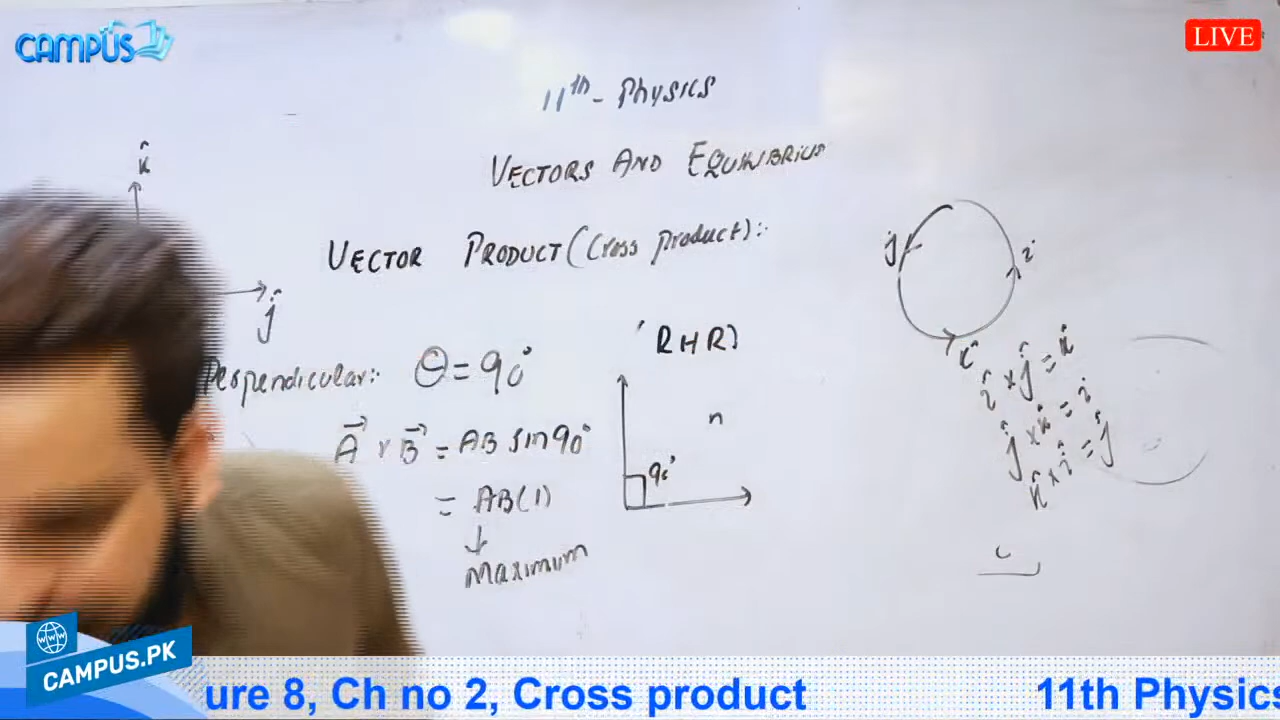 CAMPUS
LIVE
11th - Physics
VECTORS AND EQUILIBRIUM
VECTOR PRODUCT (Cross product):-
k̂
ĵ
j
i
k̂
RHR)
Perpendicular:- θ = 90°
n
A⃗ × B⃗ = AB sin 90°
= AB(1)
↓
Maximum
90°
î × ĵ = k̂
ĵ × k̂ = i
k̂ × î = ĵ
WWW
CAMPUS.PK
ure 8, Ch no 2, Cross product 11th Physics